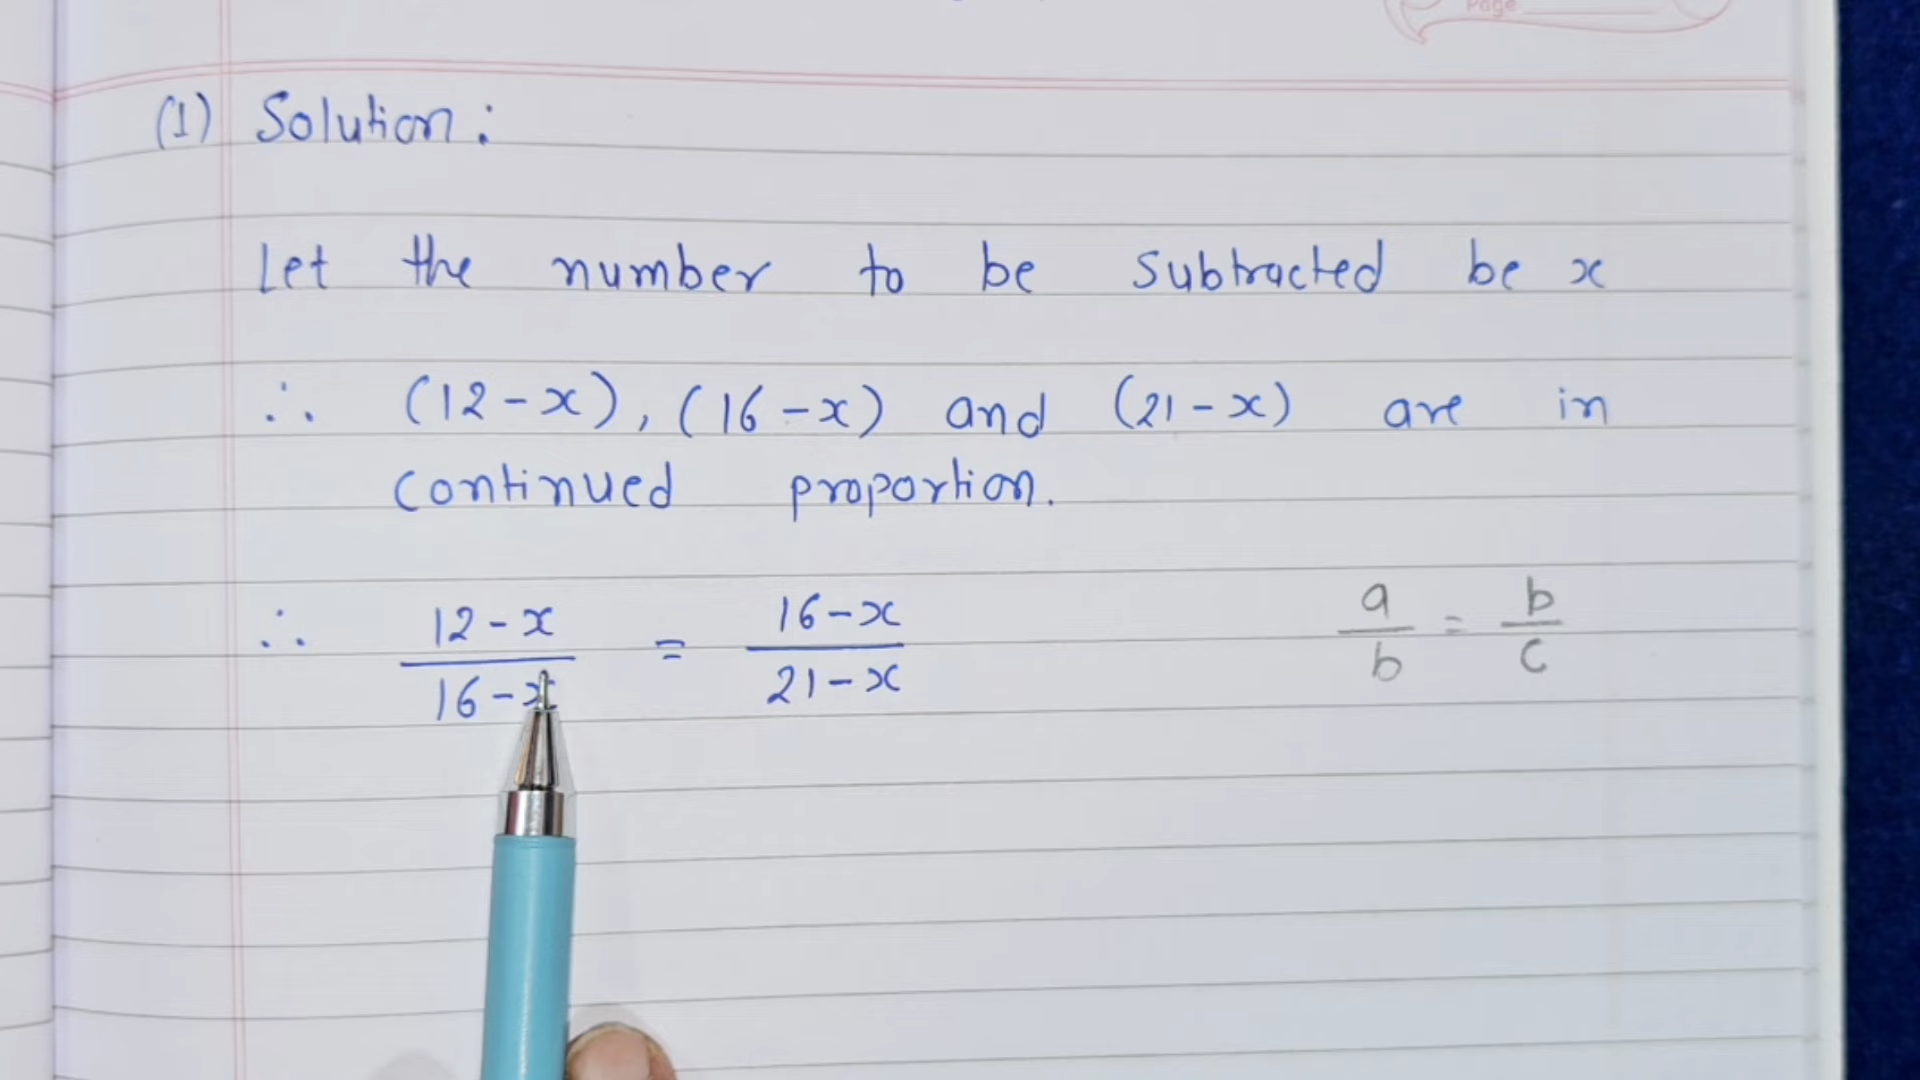 Page
(1) Solution:
Let the number to be subtracted be x
∴ (12-x), (16-x) and (21-x) are in
continued proportion.
∴ 12-x / 16-x = 16-x / 21-x    a/b = b/c